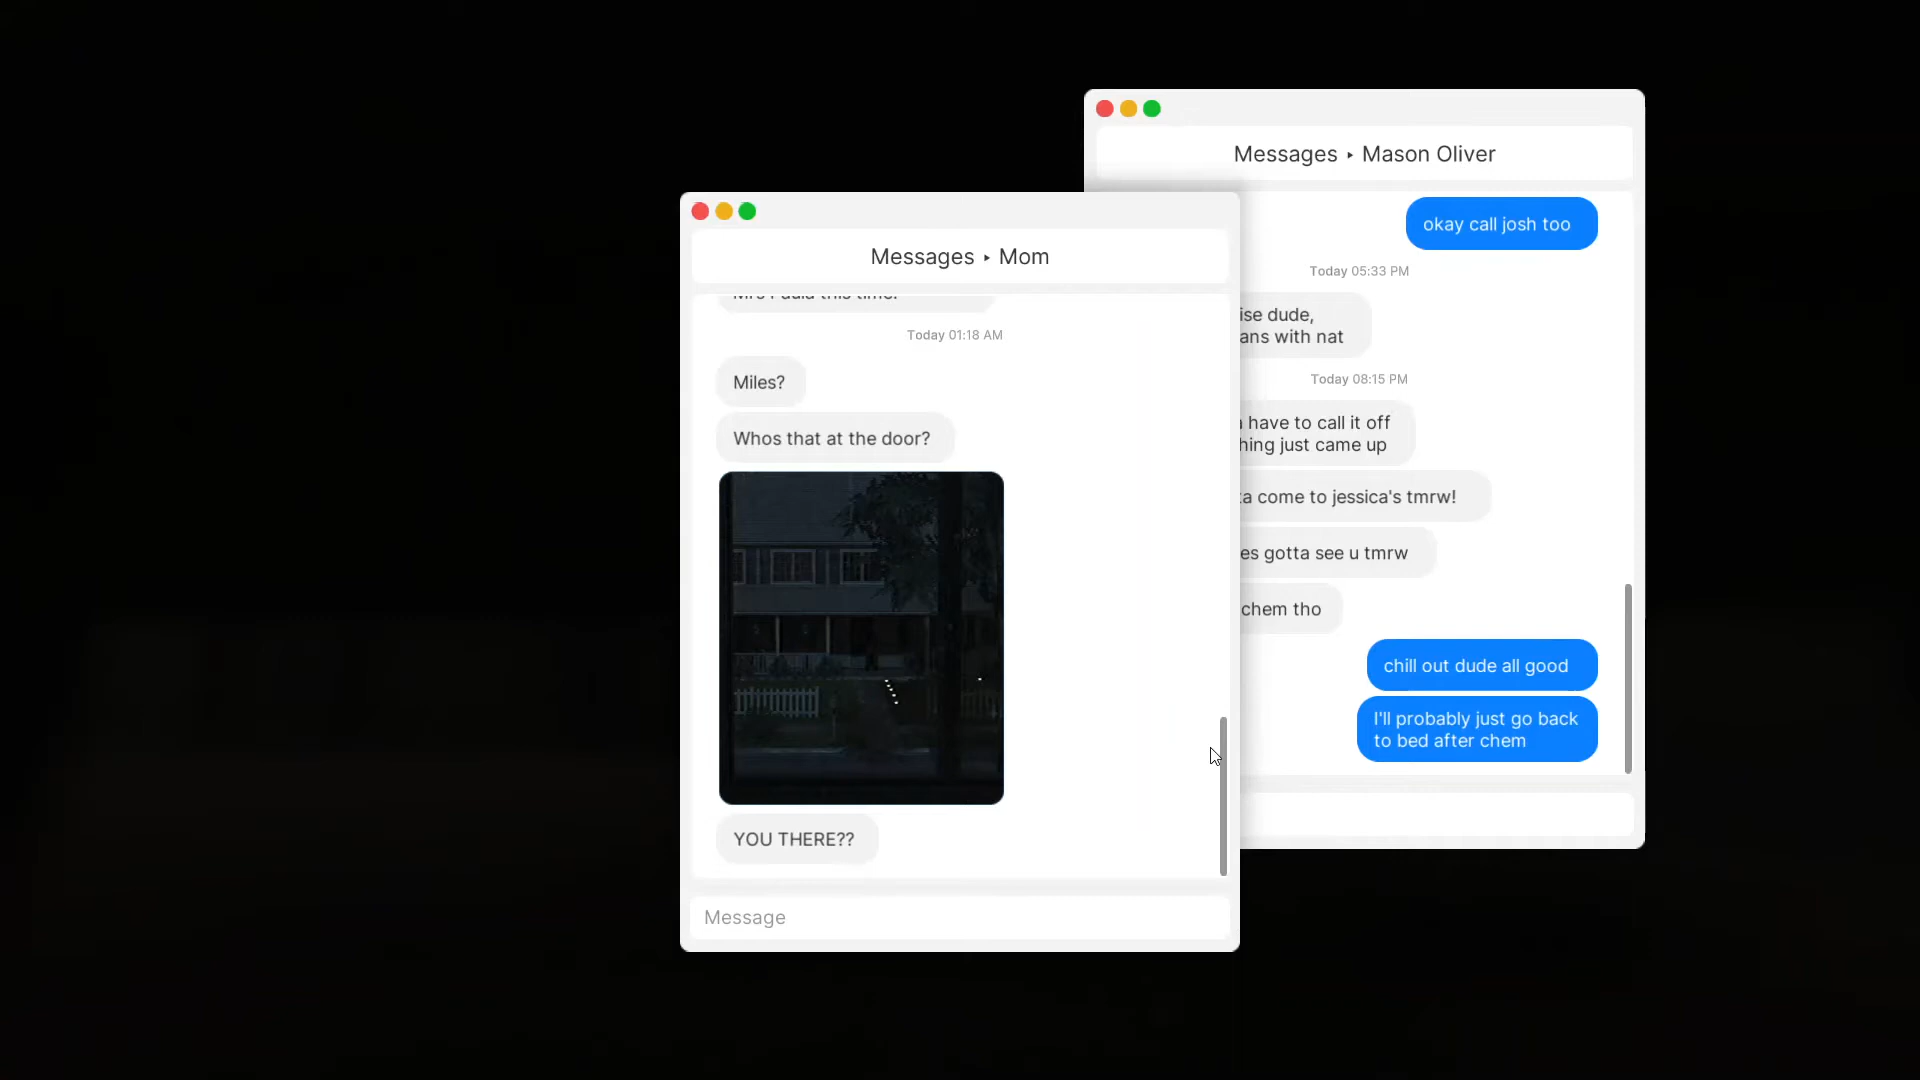 Messages ▸ Mason Oliver
okay call josh too
Today 05:33 PM
ise dude,
ans with nat
Today 08:15 PM
have to call it off
hing just came up
a come to jessica's tmrw!
es gotta see u tmrw
chem tho
chill out dude all good
I'll probably just go back
to bed after chem
Messages ▸ Mom
Today 01:18 AM
Miles?
Whos that at the door?
YOU THERE??
Message